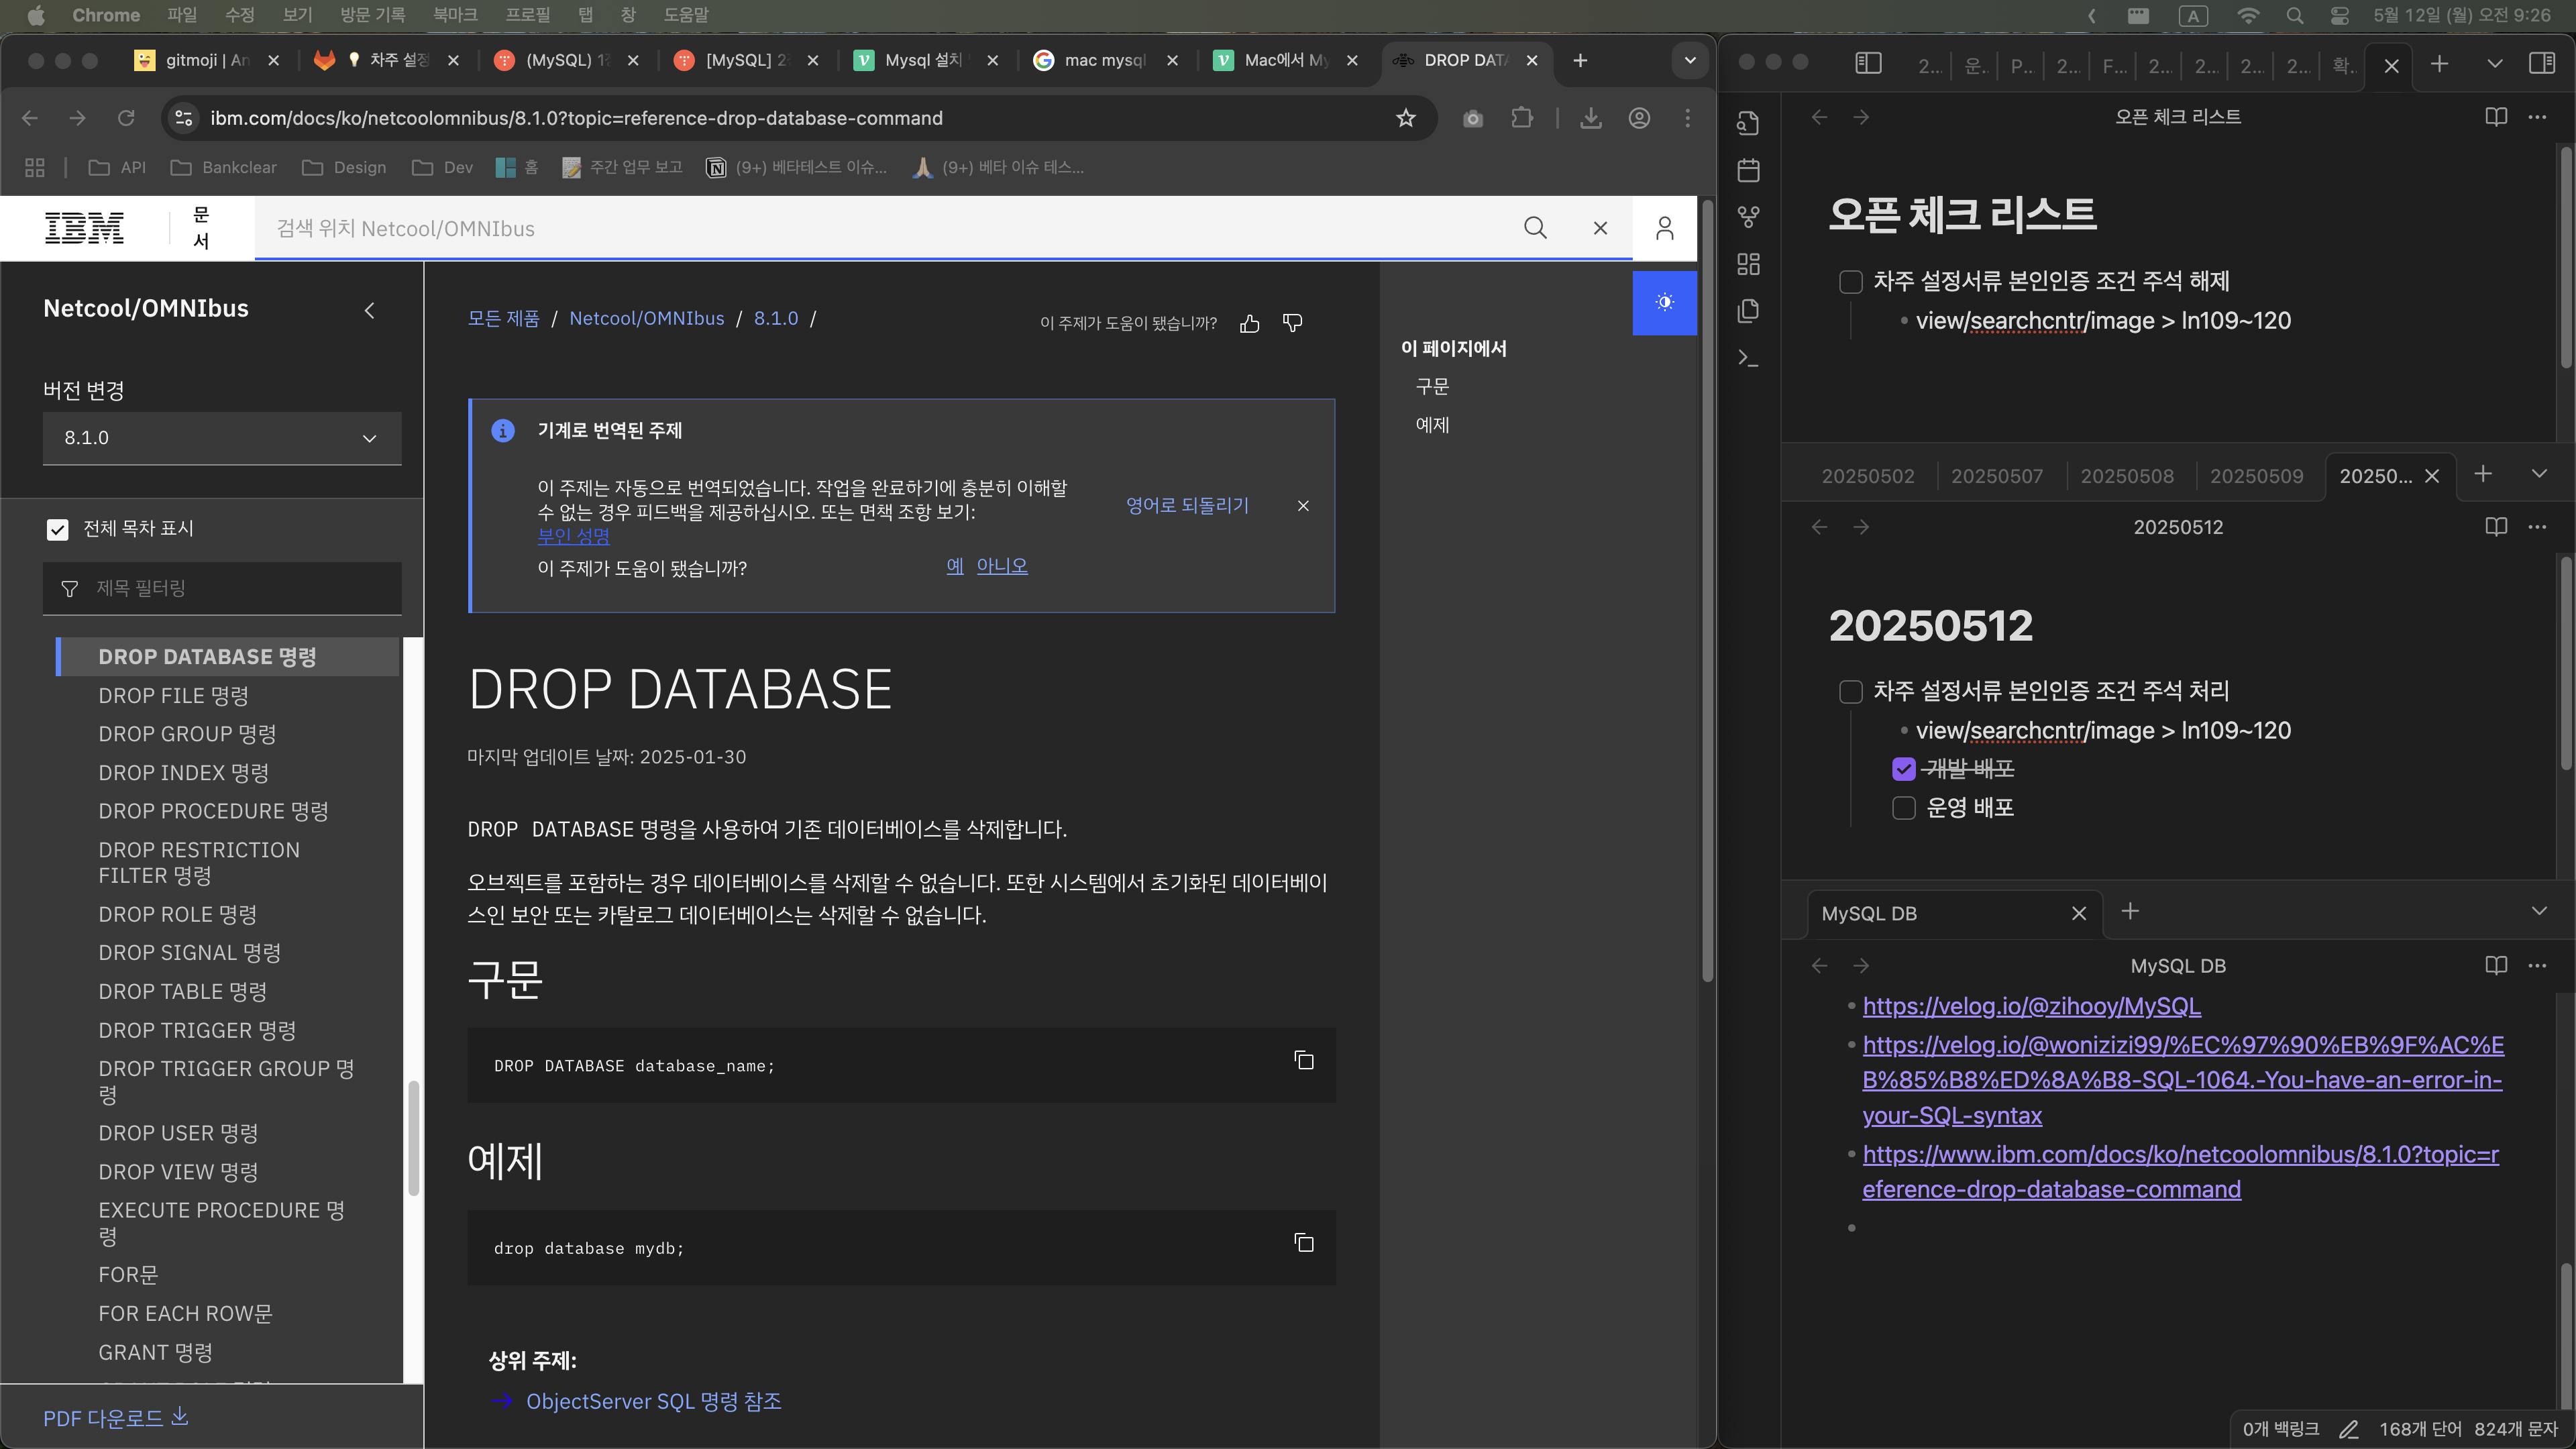 Chrome 파일 수정 보기 방문 기록 북마크 프로필 탭 창 도움말
A 5월 12일 (월) 오전 9:26
gitmoji | An
차주 설정
(MySQL) 1
[MySQL] 2
Mysql 설치
mac mysql
Mac에서 My
DROP DATA
ibm.com/docs/ko/netcoolomnibus/8.1.0?topic=reference-drop-database-command
API
Bankclear
Design
Dev
홈
주간 업무 보고
(9+) 베타테스트 이슈...
(9+) 베타 이슈 테스...
IBM
문
서
검색 위치 Netcool/OMNIbus
Netcool/OMNIbus
버전 변경
8.1.0
전체 목차 표시
제목 필터링
DROP DATABASE 명령
DROP FILE 명령
DROP GROUP 명령
DROP INDEX 명령
DROP PROCEDURE 명령
DROP RESTRICTION
FILTER 명령
DROP ROLE 명령
DROP SIGNAL 명령
DROP TABLE 명령
DROP TRIGGER 명령
DROP TRIGGER GROUP 명
령
DROP USER 명령
DROP VIEW 명령
EXECUTE PROCEDURE 명
령
FOR문
FOR EACH ROW문
GRANT 명령
PDF 다운로드
모든 제품 / Netcool/OMNIbus / 8.1.0 /
이 주제가 도움이 됐습니까?
기계로 번역된 주제
이 주제는 자동으로 번역되었습니다. 작업을 완료하기에 충분히 이해할
수 없는 경우 피드백을 제공하십시오. 또는 면책 조항 보기:
부인 성명
영어로 되돌리기
이 주제가 도움이 됐습니까?
예 아니오
DROP DATABASE
마지막 업데이트 날짜: 2025-01-30
DROP DATABASE 명령을 사용하여 기존 데이터베이스를 삭제합니다.
오브젝트를 포함하는 경우 데이터베이스를 삭제할 수 없습니다. 또한 시스템에서 초기화된 데이터베이
스인 보안 또는 카탈로그 데이터베이스는 삭제할 수 없습니다.
구문
DROP DATABASE database_name;
예제
drop database mydb;
상위 주제:
→ ObjectServer SQL 명령 참조
이 페이지에서
구문
예제
2... 운. P... 2... F... 2... 2... 2... 2... 확.
오픈 체크 리스트
오픈 체크 리스트
차주 설정서류 본인인증 조건 주석 해제
• view/searchcntr/image > ln109~120
20250502 20250507 20250508 20250509 20250...
20250512
20250512
차주 설정서류 본인인증 조건 주석 처리
• view/searchcntr/image > ln109~120
개발 배포
운영 배포
MySQL DB
MySQL DB
• https://velog.io/@zihooy/MySQL
• https://velog.io/@wonizizi99/%EC%97%90%EB%9F%AC%E
B%85%B8%ED%8A%B8-SQL-1064.-You-have-an-error-in-
your-SQL-syntax
• https://www.ibm.com/docs/ko/netcoolomnibus/8.1.0?topic=r
eference-drop-database-command
•
0개 백링크 168개 단어 824개 문자